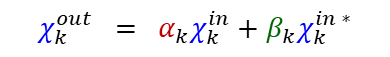 χ_k^{out} = α_k χ_k^{in} + β_k χ_k^{in *}